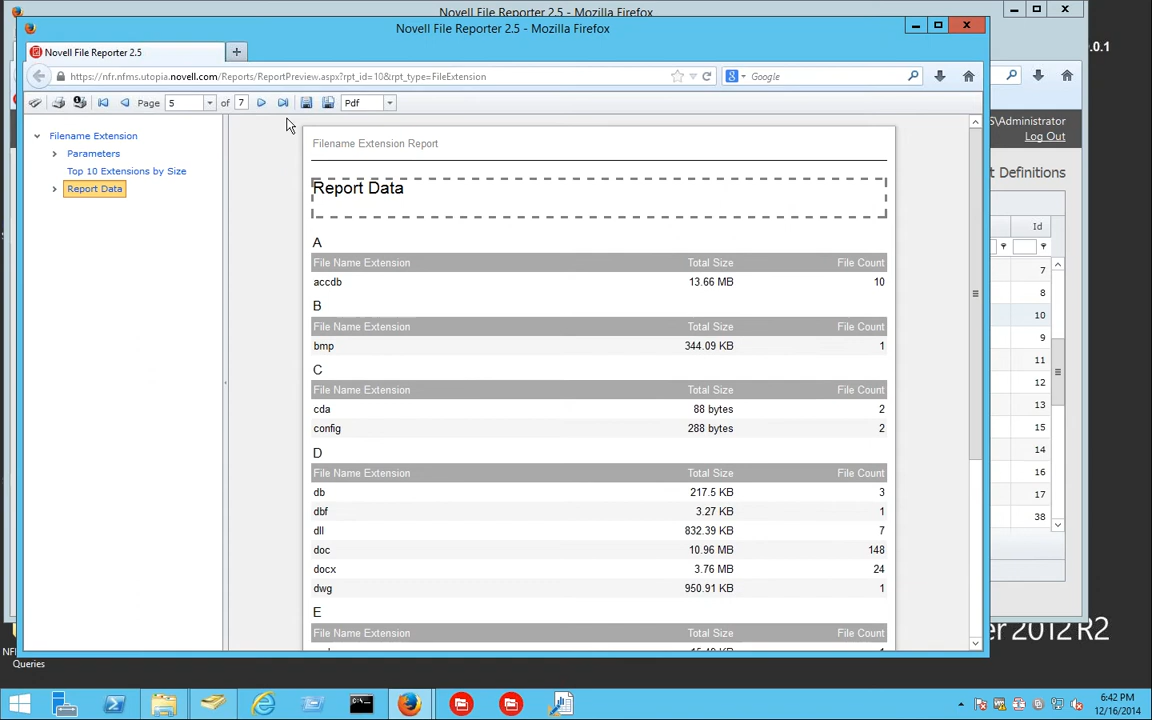 Novell File Reporter 2.5 - Mozilla Firefox
Novell File Reporter 2.5 - Mozilla Firefox
Novell File Reporter 2.5
https://nfr.nfms.utopia.novell.com/Reports/ReportPreview.aspx?rpt_id=10&rpt_type=FileExtension
Google
.0.1
Page 5 of 7 Pdf
S\Administrator
Log Out
Filename Extension
Parameters
Top 10 Extensions by Size
Report Data
t Definitions
Id
7
8
10
9
11
12
13
15
14
16
17
38
Filename Extension Report
Report Data
A
File Name Extension Total Size File Count
accdb 13.66 MB 10
B
File Name Extension Total Size File Count
bmp 344.09 KB 1
C
File Name Extension Total Size File Count
cda 88 bytes 2
config 288 bytes 2
D
File Name Extension Total Size File Count
db 217.5 KB 3
dbf 3.27 KB 1
dll 832.39 KB 7
doc 10.96 MB 148
docx 3.76 MB 24
dwg 950.91 KB 1
E
File Name Extension Total Size File Count
er 2012 R2
Queries
6:42 PM
12/16/2014